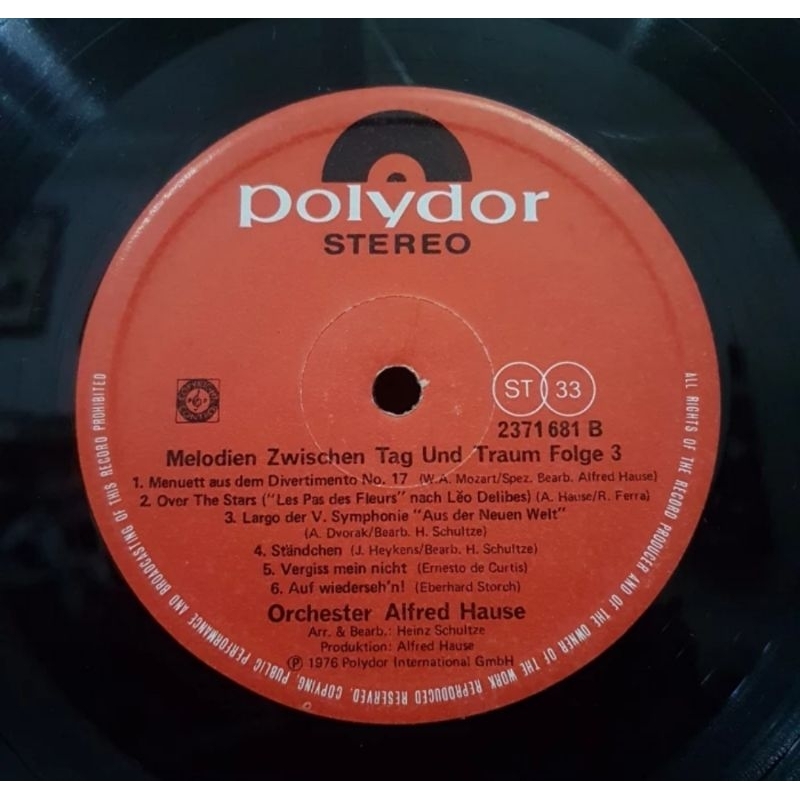 polydor
STEREO
ST 33
2371 681 B
Melodien Zwischen Tag Und Traum Folge 3
1. Menuett aus dem Divertimento No. 17 (W.A. Mozart/Spez. Bearb. Alfred Hause)
2. Over The Stars ("Les Pas des Fleurs" nach Léo Delibes) (A. Hause/R. Ferra)
3. Largo der V. Symphonie "Aus der Neuen Welt"
(A. Dvorak/Bearb. H. Schultze)
4. Ständchen (J. Heykens/Bearb. H. Schultze)
5. Vergiss mein nicht (Ernesto de Curtis)
6. Auf wiederseh'n! (Eberhard Storch)
Orchester Alfred Hause
Arr. & Bearb.: Heinz Schultze
Produktion: Alfred Hause
Ⓟ 1976 Polydor International GmbH
ALL RIGHTS OF THE RECORD PRODUCER AND OF THE OWNER OF THE WORK REPRODUCED RESERVED. COPYING, PUBLIC PERFORMANCE AND BROADCASTING OF THIS RECORD PROHIBITED